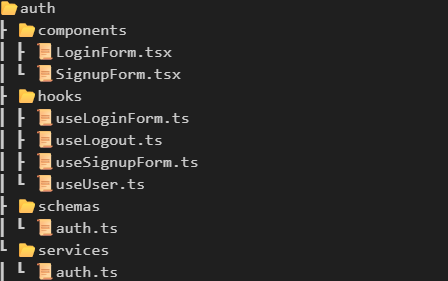 auth
components
LoginForm.tsx
SignupForm.tsx
hooks
useLoginForm.ts
useLogout.ts
useSignupForm.ts
useUser.ts
schemas
auth.ts
services
auth.ts